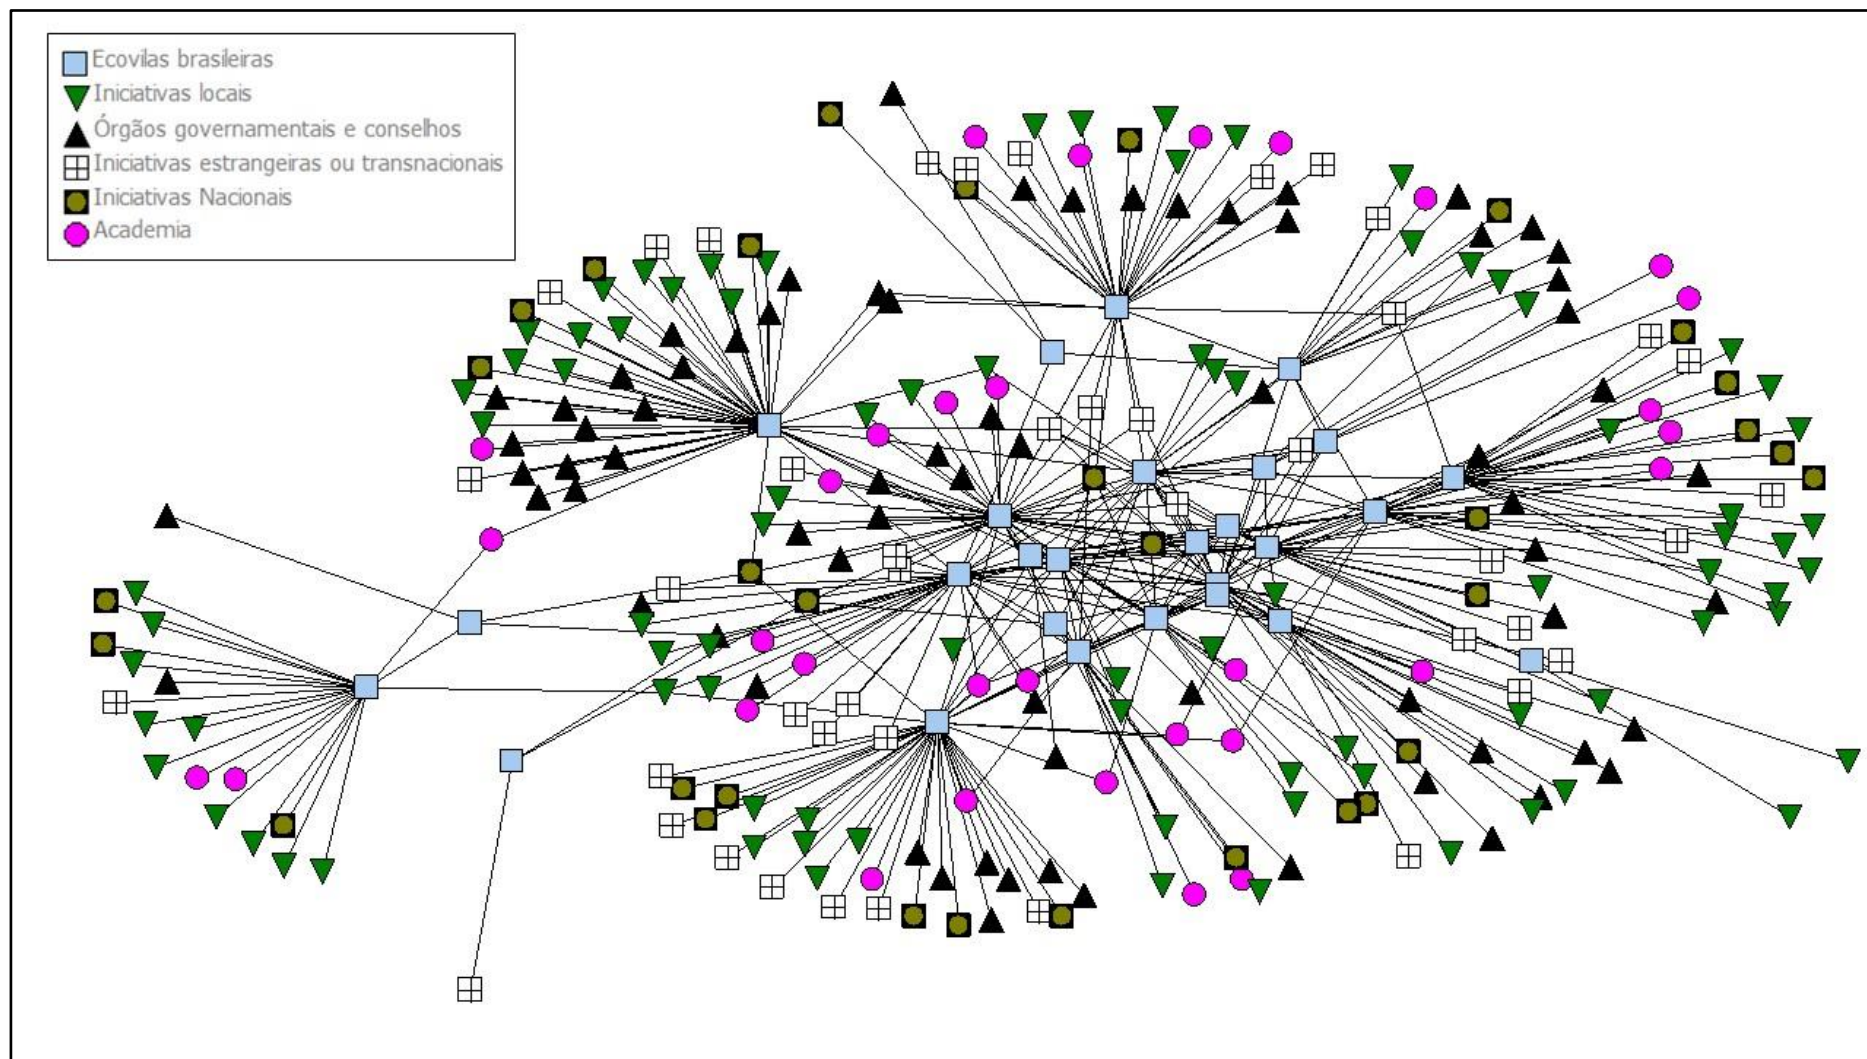 Ecovilas brasileiras
Iniciativas locais
Órgãos governamentais e conselhos
Iniciativas estrangeiras ou transnacionais
Iniciativas Nacionais
Academia